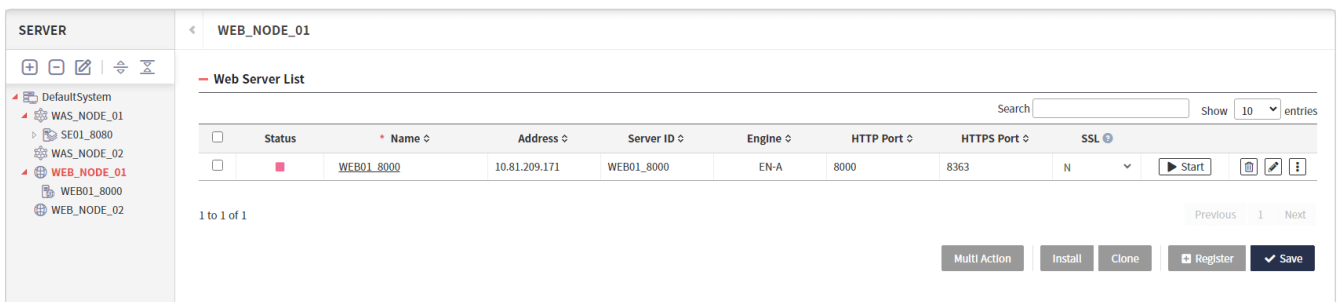 SERVER
WEB_NODE_01
DefaultSystem
WAS_NODE_01
SE01_8080
WAS_NODE_02
WEB_NODE_01
WEB01_8000
WEB_NODE_02
Web Server List
Search Show 10 entries
Status * Name Address Server ID Engine HTTP Port HTTPS Port SSL ?
WEB01_8000 10.81.209.171 WEB01_8000 EN-A 8000 8363 N Start
1 to 1 of 1
Previous 1 Next
Multi Action Install Clone Register Save